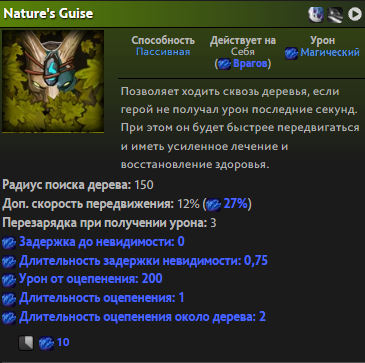 Nature's Guise
Способность
Пассивная
Действует на
Себя
(Врагов)
Урон
Магический
Позволяет ходить сквозь деревья, если
герой не получал урон последние секунд.
При этом он будет быстрее передвигаться
и иметь усиленное лечение и
восстановление здоровья.
Радиус поиска дерева: 150
Доп. скорость передвижения: 12% (27%)
Перезарядка при получении урона: 3
Задержка до невидимости: 0
Длительность задержки невидимости: 0,75
Урон от оцепенения: 200
Длительность оцепенения: 1
Длительность оцепенения около дерева: 2
10